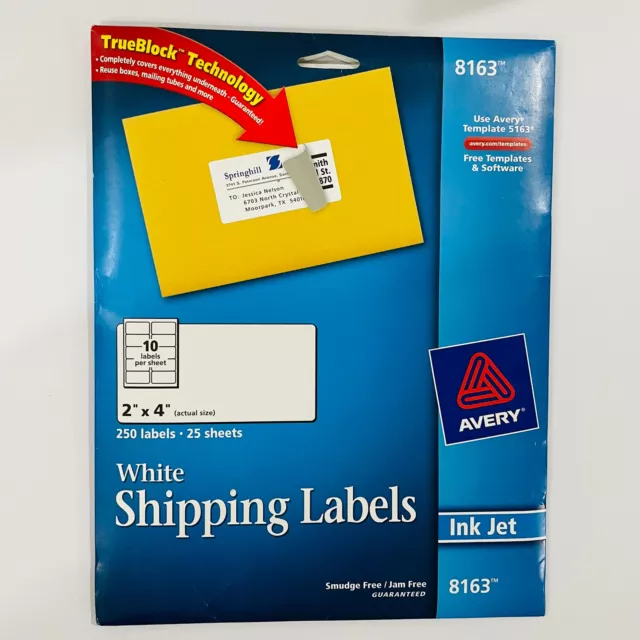 TrueBlock™ Technology
• Completely covers everything underneath - Guaranteed!
• Reuse boxes, mailing tubes and more
8163™
Use Avery®
Template 5163®
avery.com/templates
Free Templates
& Software
Springhill
TO: Jessica Nelson
6703 North Crystal
Moorpark, TX
mith
l St.
870
10
labels
per sheet
2" x 4" (actual size)
250 labels • 25 sheets
White
Shipping Labels
AVERY
Ink Jet
Smudge Free / Jam Free
GUARANTEED
8163™